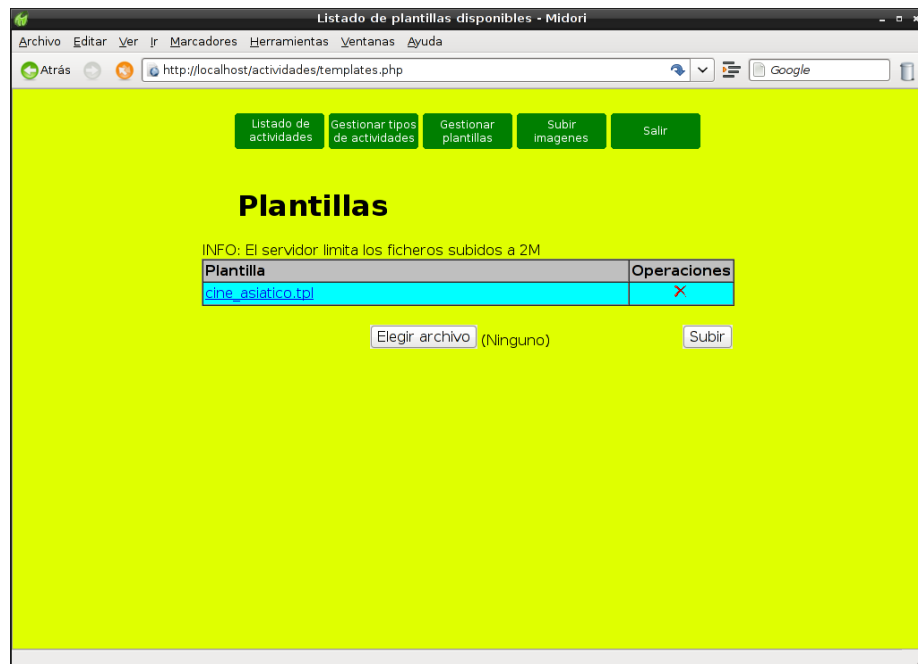 Listado de plantillas disponibles - Midori
Archivo Editar Ver Ir Marcadores Herramientas Ventanas Ayuda
Atrás http://localhost/actividades/templates.php Google
Listado de actividades
Gestionar tipos de actividades
Gestionar plantillas
Subir imagenes
Salir
Plantillas
INFO: El servidor limita los ficheros subidos a 2M
Plantilla Operaciones
cine_asiatico.tpl
Elegir archivo (Ninguno) Subir